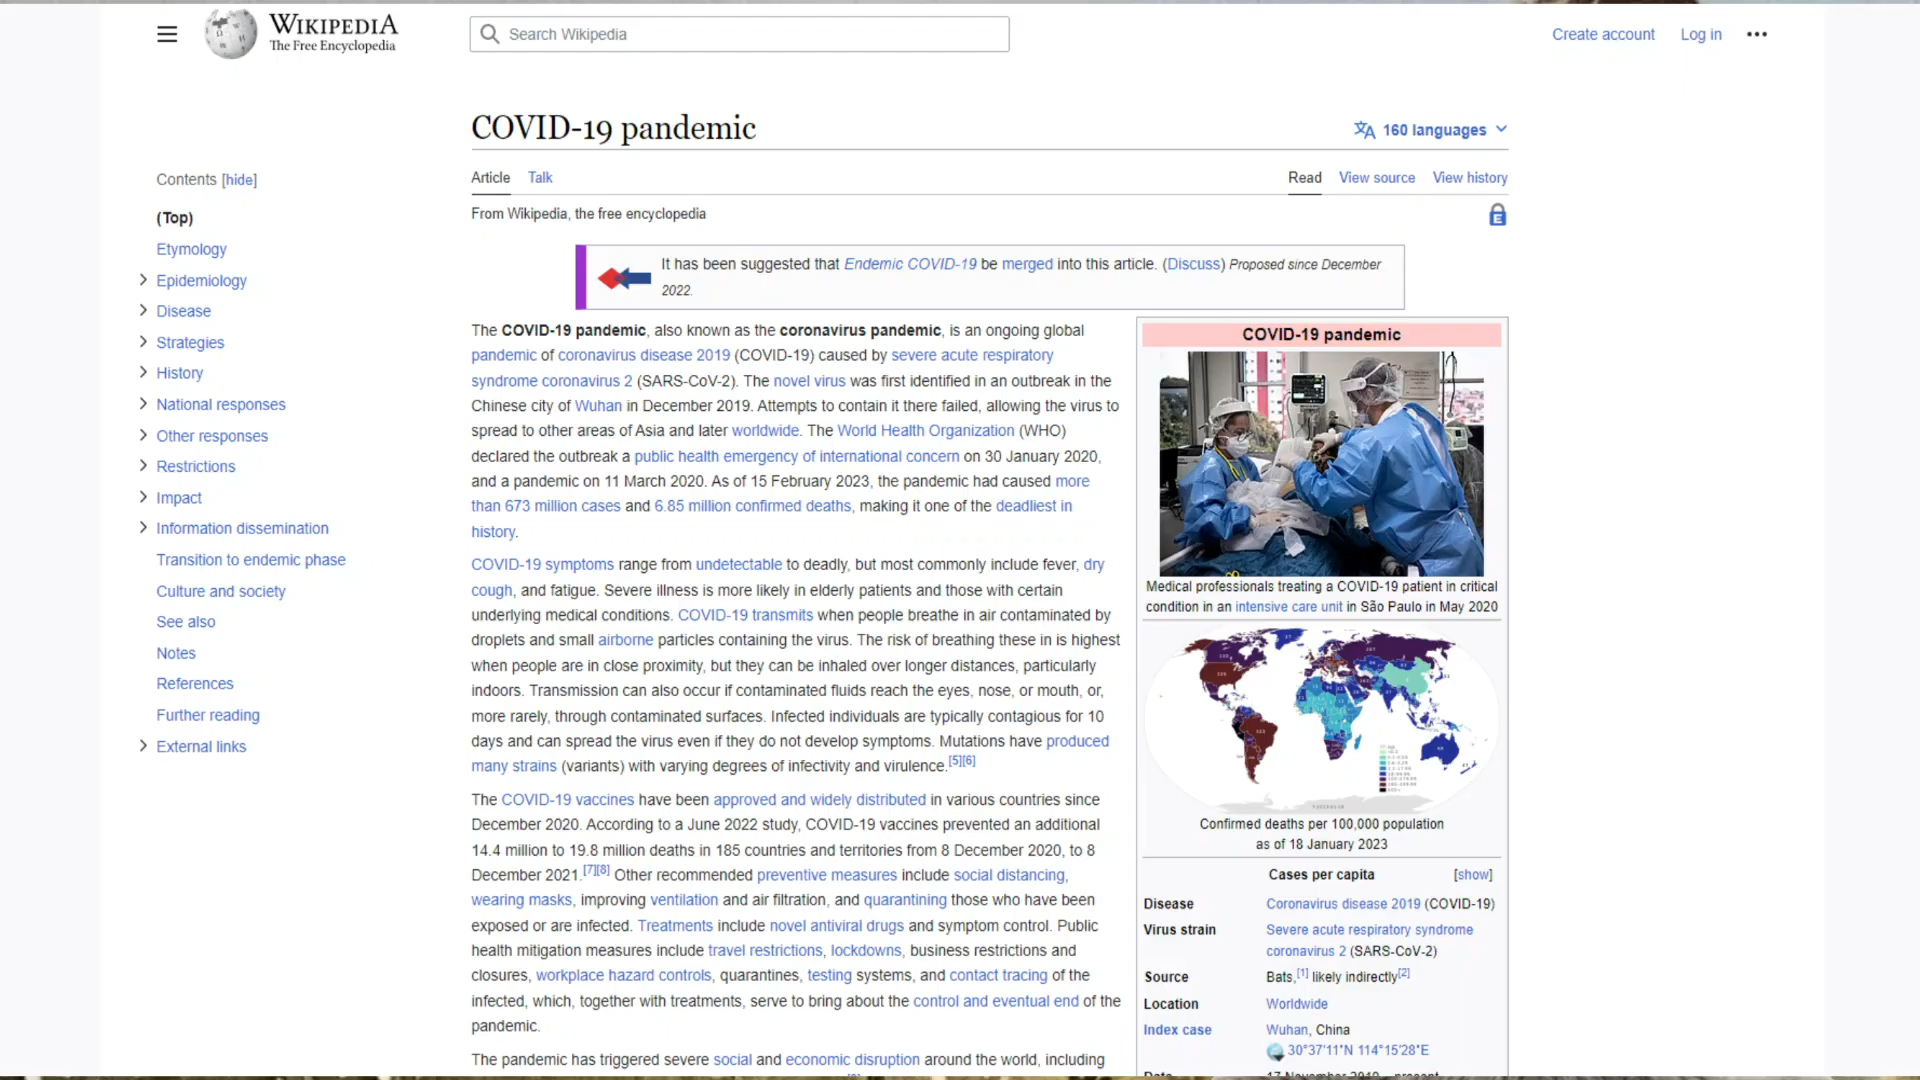 WIKIPEDIA
The Free Encyclopedia
Search Wikipedia
Create account
Log in
COVID-19 pandemic
160 languages
Article
Talk
Read
View source
View history
From Wikipedia, the free encyclopedia
Contents [hide]
(Top)
Etymology
Epidemiology
Disease
Strategies
History
National responses
Other responses
Restrictions
Impact
Information dissemination
Transition to endemic phase
Culture and society
See also
Notes
References
Further reading
External links
It has been suggested that Endemic COVID-19 be merged into this article. (Discuss) Proposed since December
2022.
The COVID-19 pandemic, also known as the coronavirus pandemic, is an ongoing global
pandemic of coronavirus disease 2019 (COVID-19) caused by severe acute respiratory
syndrome coronavirus 2 (SARS-CoV-2). The novel virus was first identified in an outbreak in the
Chinese city of Wuhan in December 2019. Attempts to contain it there failed, allowing the virus to
spread to other areas of Asia and later worldwide. The World Health Organization (WHO)
declared the outbreak a public health emergency of international concern on 30 January 2020,
and a pandemic on 11 March 2020. As of 15 February 2023, the pandemic had caused more
than 673 million cases and 6.85 million confirmed deaths, making it one of the deadliest in
history.
COVID-19 symptoms range from undetectable to deadly, but most commonly include fever, dry
cough, and fatigue. Severe illness is more likely in elderly patients and those with certain
underlying medical conditions. COVID-19 transmits when people breathe in air contaminated by
droplets and small airborne particles containing the virus. The risk of breathing these in is highest
when people are in close proximity, but they can be inhaled over longer distances, particularly
indoors. Transmission can also occur if contaminated fluids reach the eyes, nose, or mouth, or,
more rarely, through contaminated surfaces. Infected individuals are typically contagious for 10
days and can spread the virus even if they do not develop symptoms. Mutations have produced
many strains (variants) with varying degrees of infectivity and virulence.[5][6]
The COVID-19 vaccines have been approved and widely distributed in various countries since
December 2020. According to a June 2022 study, COVID-19 vaccines prevented an additional
14.4 million to 19.8 million deaths in 185 countries and territories from 8 December 2020, to 8
December 2021.[7][8] Other recommended preventive measures include social distancing,
wearing masks, improving ventilation and air filtration, and quarantining those who have been
exposed or are infected. Treatments include novel antiviral drugs and symptom control. Public
health mitigation measures include travel restrictions, lockdowns, business restrictions and
closures, workplace hazard controls, quarantines, testing systems, and contact tracing of the
infected, which, together with treatments, serve to bring about the control and eventual end of the
pandemic.
The pandemic has triggered severe social and economic disruption around the world, including
COVID-19 pandemic
Medical professionals treating a COVID-19 patient in critical
condition in an intensive care unit in São Paulo in May 2020
Confirmed deaths per 100,000 population
as of 18 January 2023
Cases per capita [show]
Disease Coronavirus disease 2019 (COVID-19)
Virus strain Severe acute respiratory syndrome
coronavirus 2 (SARS-CoV-2)
Source Bats,[1] likely indirectly[2]
Location Worldwide
Index case Wuhan, China
30°37′11″N 114°15′28″E
Date 17 November 2019 – present